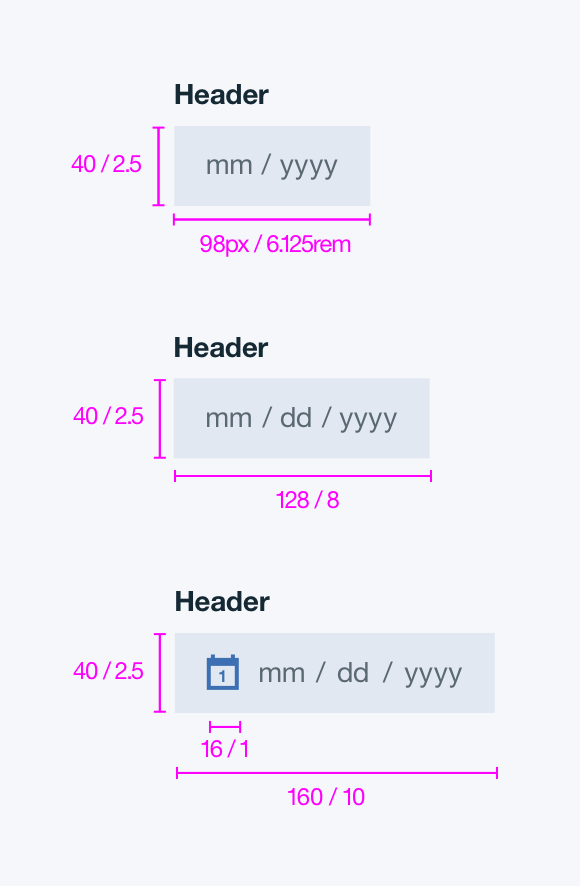 Header
40 / 2.5
mm / yyyy
98px / 6.125rem
Header
40 / 2.5
mm / dd / yyyy
128 / 8
Header
40 / 2.5
1
mm / dd / yyyy
16 / 1
160 / 10